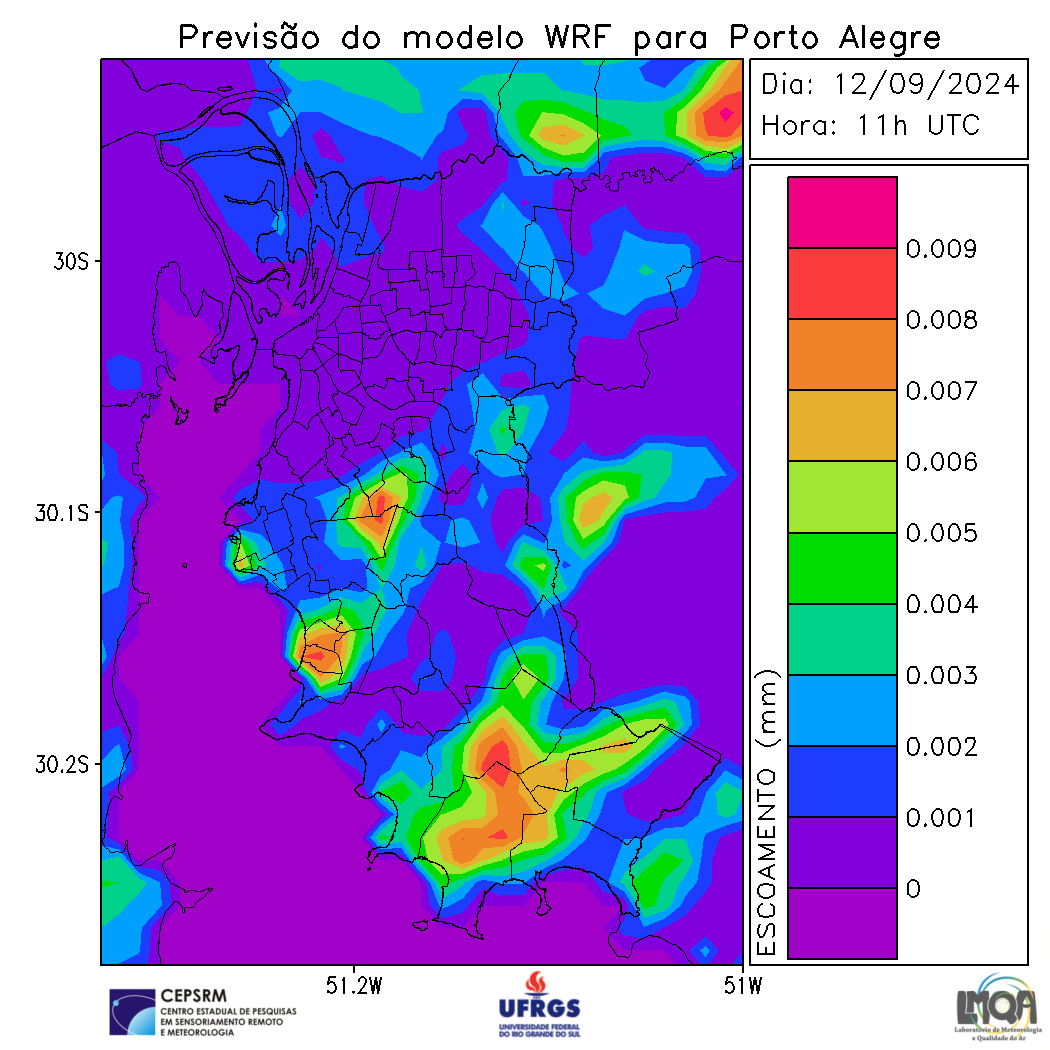 Previsão do modelo WRF para Porto Alegre
Dia: 12/09/2024
Hora: 11h UTC
30S
30.1S
30.2S
51.2W
51W
0.009
0.008
0.007
0.006
0.005
0.004
0.003
0.002
0.001
0
ESCOAMENTO (mm)
CEPSRM
CENTRO ESTADUAL DE PESQUISAS
EM SENSORIAMENTO REMOTO
E METEOROLOGIA
UFRGS
UNIVERSIDADE FEDERAL
DO RIO GRANDE DO SUL
LMQA
Laboratório de Meteorologia
e Qualidade do Ar